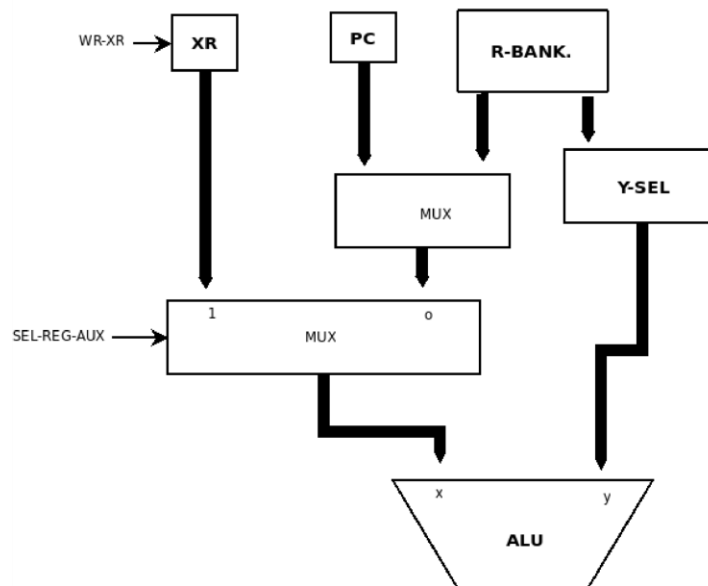 WR-XR
XR
PC
R-BANK.
Y-SEL
MUX
1
o
SEL-REG-AUX
MUX
x
y
ALU